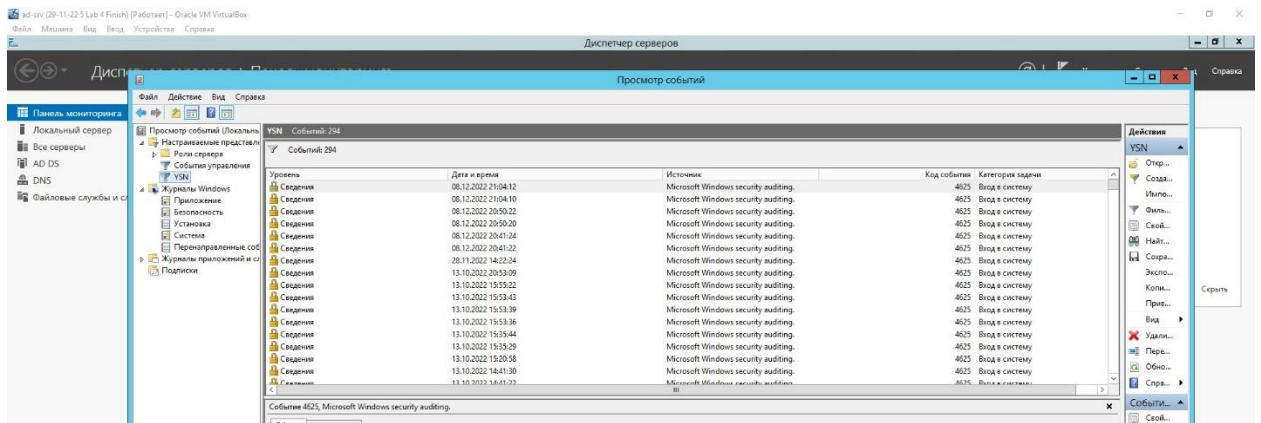 ad-srv (29-11-22 5 Lab 4 Finish) [Работает] - Oracle VM VirtualBox
Файл Машина Вид Ввод Устройства Справка
Диспетчер серверов
Справка
Просмотр событий
Файл Действие Вид Справка
Панель мониторинга
Локальный сервер
Все серверы
AD DS
DNS
Файловые службы и сл
Просмотр событий (Локальн
Настраиваемые представле
Роли сервера
События управления
YSN
Журналы Windows
Приложение
Безопасность
Установка
Система
Перенаправленные соб
Журналы приложений и сл
Подписки
YSN Событий: 294
Событий: 294
Уровень Дата и время Источник Код события Категория задачи
Сведения 08.12.2022 21:04:12 Microsoft Windows security auditing. 4625 Вход в систему
Сведения 08.12.2022 21:04:10 Microsoft Windows security auditing. 4625 Вход в систему
Сведения 08.12.2022 20:50:22 Microsoft Windows security auditing. 4625 Вход в систему
Сведения 08.12.2022 20:50:20 Microsoft Windows security auditing. 4625 Вход в систему
Сведения 08.12.2022 20:41:24 Microsoft Windows security auditing. 4625 Вход в систему
Сведения 08.12.2022 20:41:22 Microsoft Windows security auditing. 4625 Вход в систему
Сведения 28.11.2022 14:22:24 Microsoft Windows security auditing. 4625 Вход в систему
Сведения 13.10.2022 20:53:09 Microsoft Windows security auditing. 4625 Вход в систему
Сведения 13.10.2022 15:55:22 Microsoft Windows security auditing. 4625 Вход в систему
Сведения 13.10.2022 15:53:43 Microsoft Windows security auditing. 4625 Вход в систему
Сведения 13.10.2022 15:53:39 Microsoft Windows security auditing. 4625 Вход в систему
Сведения 13.10.2022 15:53:36 Microsoft Windows security auditing. 4625 Вход в систему
Сведения 13.10.2022 15:35:44 Microsoft Windows security auditing. 4625 Вход в систему
Сведения 13.10.2022 15:35:29 Microsoft Windows security auditing. 4625 Вход в систему
Сведения 13.10.2022 15:20:58 Microsoft Windows security auditing. 4625 Вход в систему
Сведения 13.10.2022 14:41:30 Microsoft Windows security auditing. 4625 Вход в систему
Сведения 13.10.2022 14:41:22 Microsoft Windows security auditing. 4625 Вход в систему
Событие 4625, Microsoft Windows security auditing.
Действия
YSN
Откр...
Созда...
Импо...
Филь...
Свой...
Найт...
Сохра...
Экспо...
Копи...
Прив...
Вид
Удали...
Пере...
Обно...
Спра...
Событи...
Свой...
Скрыть